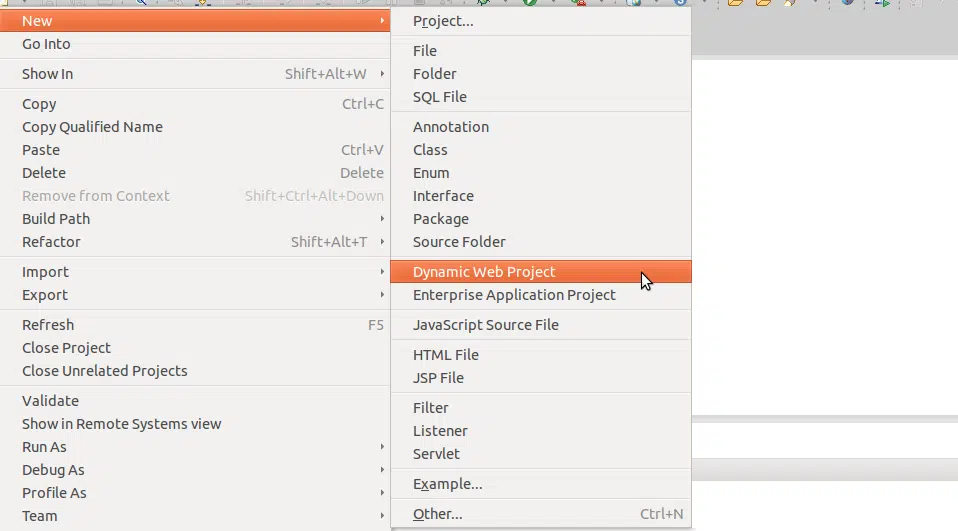 New
Go Into
Show In Shift+Alt+W
Copy Ctrl+C
Copy Qualified Name
Paste Ctrl+V
Delete Delete
Remove from Context Shift+Ctrl+Alt+Down
Build Path
Refactor Shift+Alt+T
Import
Export
Refresh F5
Close Project
Close Unrelated Projects
Validate
Show in Remote Systems view
Run As
Debug As
Profile As
Team
Project...
File
Folder
SQL File
Annotation
Class
Enum
Interface
Package
Source Folder
Dynamic Web Project
Enterprise Application Project
JavaScript Source File
HTML File
JSP File
Filter
Listener
Servlet
Example...
Other... Ctrl+N